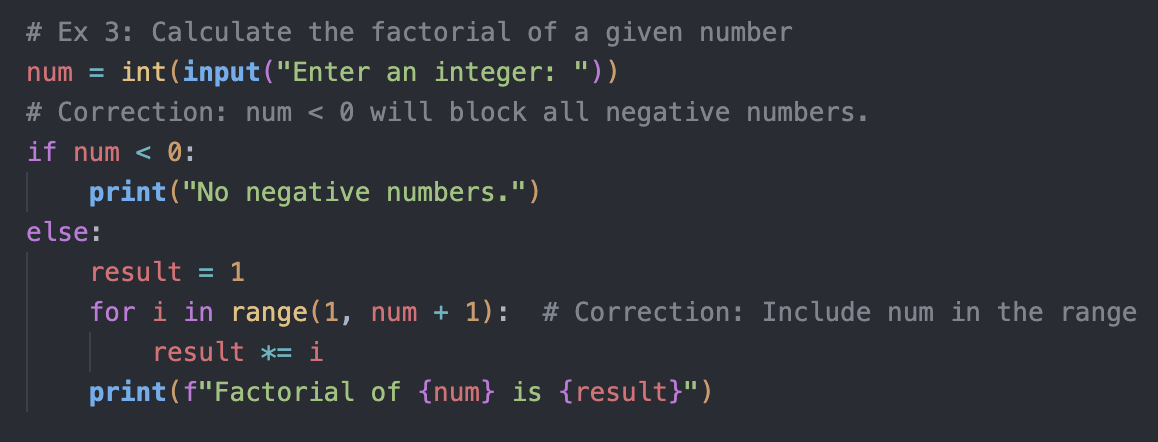 # Ex 3: Calculate the factorial of a given number
num = int(input("Enter an integer: "))
# Correction: num < 0 will block all negative numbers.
if num < 0:
    print("No negative numbers.")
else:
    result = 1
    for i in range(1, num + 1):  # Correction: Include num in the range
        result *= i
    print(f"Factorial of {num} is {result}")